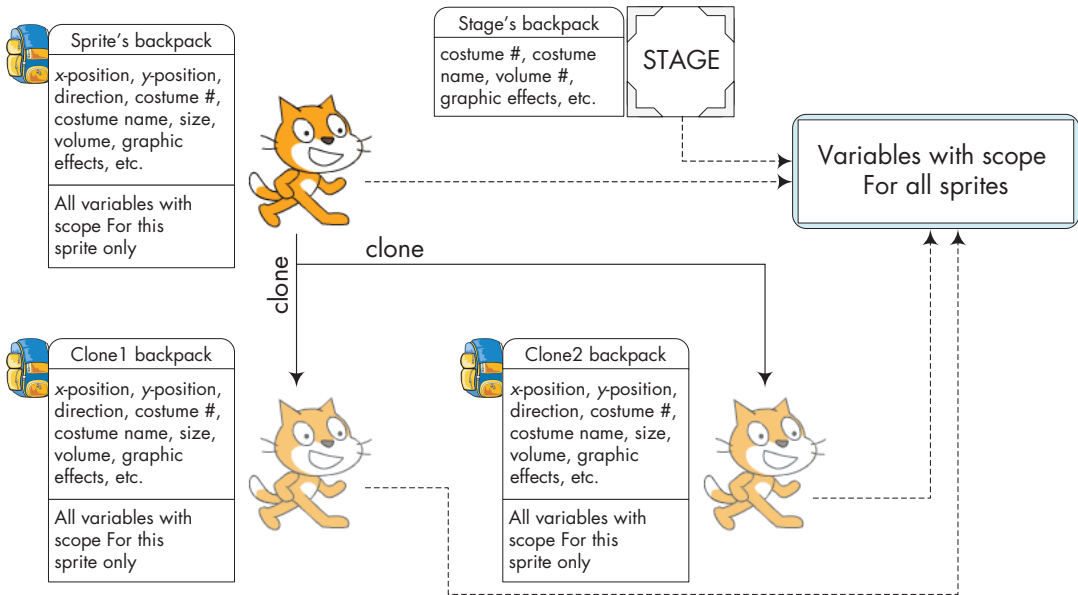 Sprite's backpack
x-position, y-position,
direction, costume #,
costume name, size,
volume, graphic
effects, etc.
All variables with
scope For this
sprite only
Stage's backpack
costume #, costume
name, volume #,
graphic effects, etc.
STAGE
Variables with scope
For all sprites
clone
clone
Clone1 backpack
x-position, y-position,
direction, costume #,
costume name, size,
volume, graphic
effects, etc.
All variables with
scope For this
sprite only
Clone2 backpack
x-position, y-position,
direction, costume #,
costume name, size,
volume, graphic
effects, etc.
All variables with
scope For this
sprite only